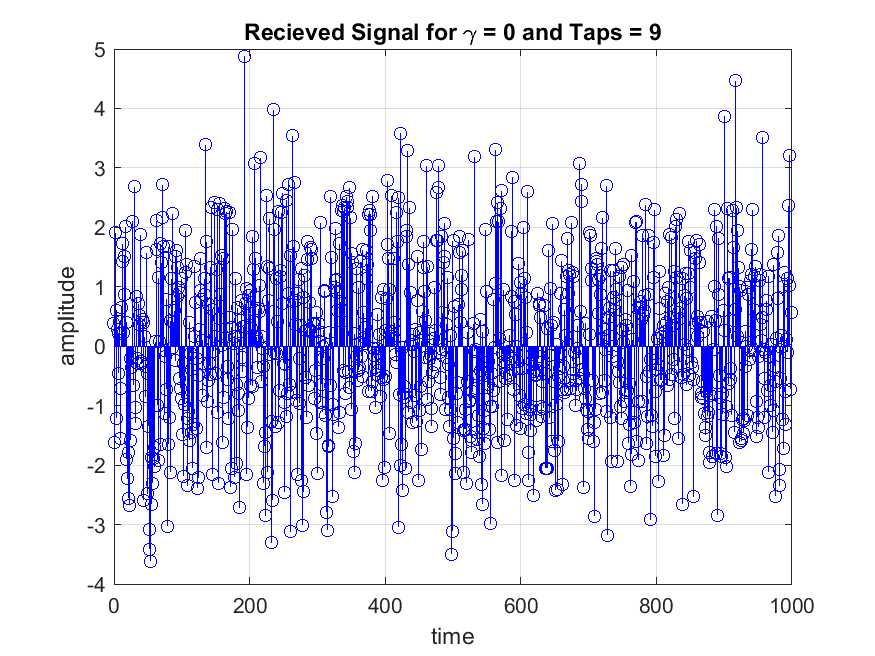 Recieved Signal for γ = 0 and Taps = 9
5
4
3
2
1
0
-1
-2
-3
-4
amplitude
0 200 400 600 800 1000
time